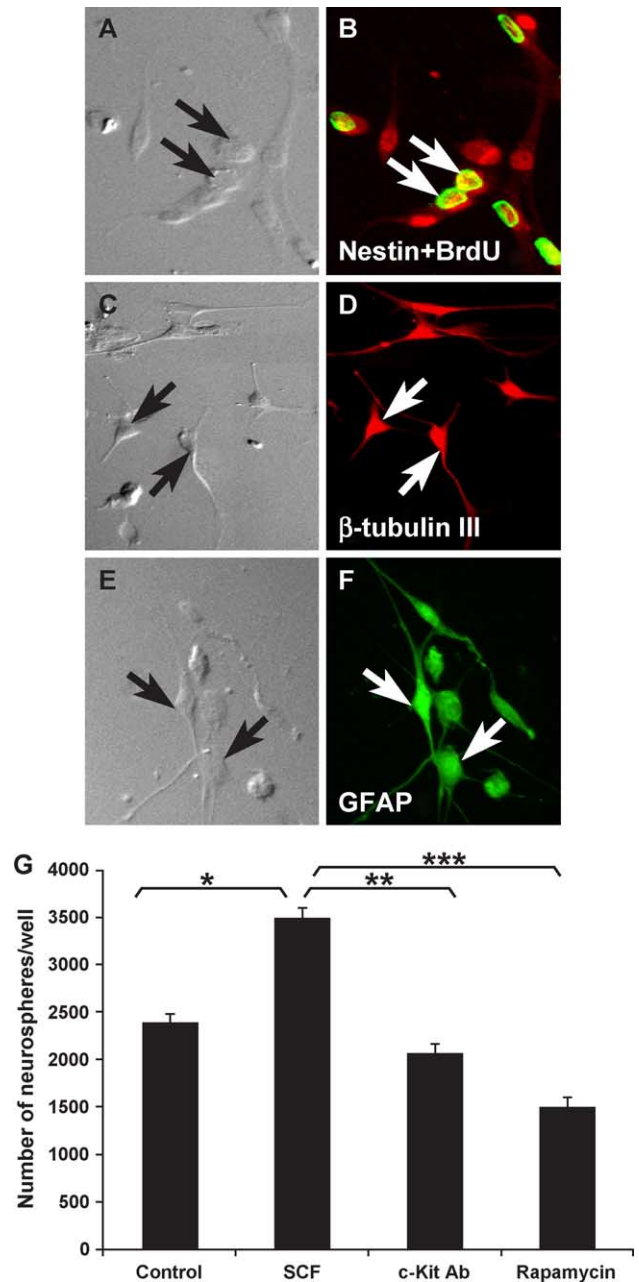 A
B
Nestin+BrdU
C
D
β-tubulin III
E
F
GFAP
G
4000
3500
3000
2500
2000
1500
1000
500
0
Number of neurospheres/well
*
**
***
Control SCF c-Kit Ab Rapamycin